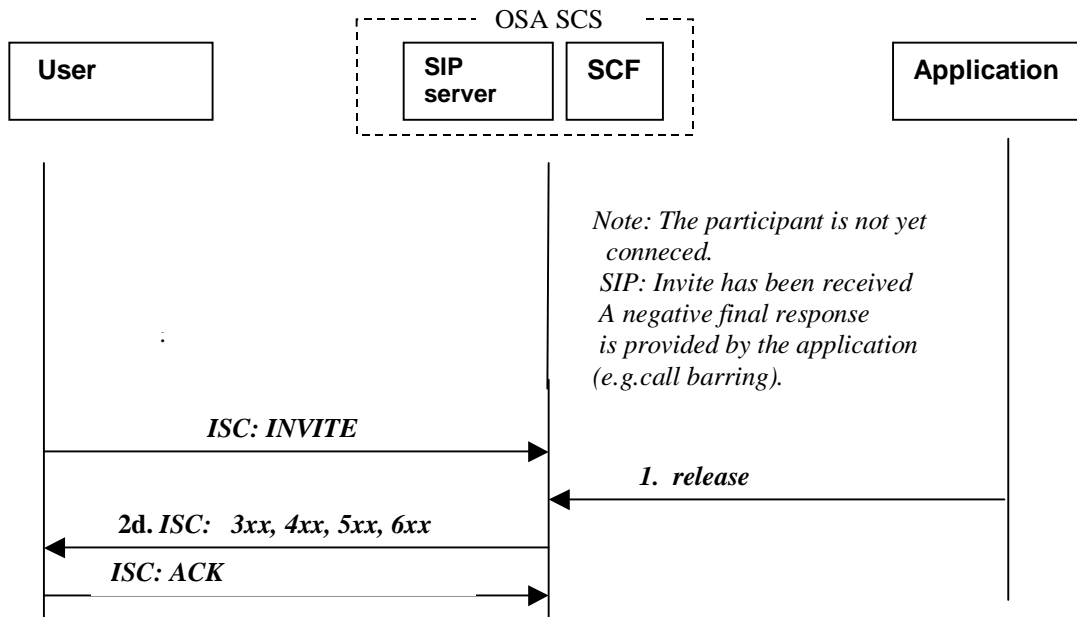 OSA SCS
User
SIP
server
SCF
Application
Note: The participant is not yet
conneced.
SIP: Invite has been received
A negative final response
is provided by the application
(e.g.call barring).
:
ISC: INVITE
1. release
2d. ISC: 3xx, 4xx, 5xx, 6xx
ISC: ACK